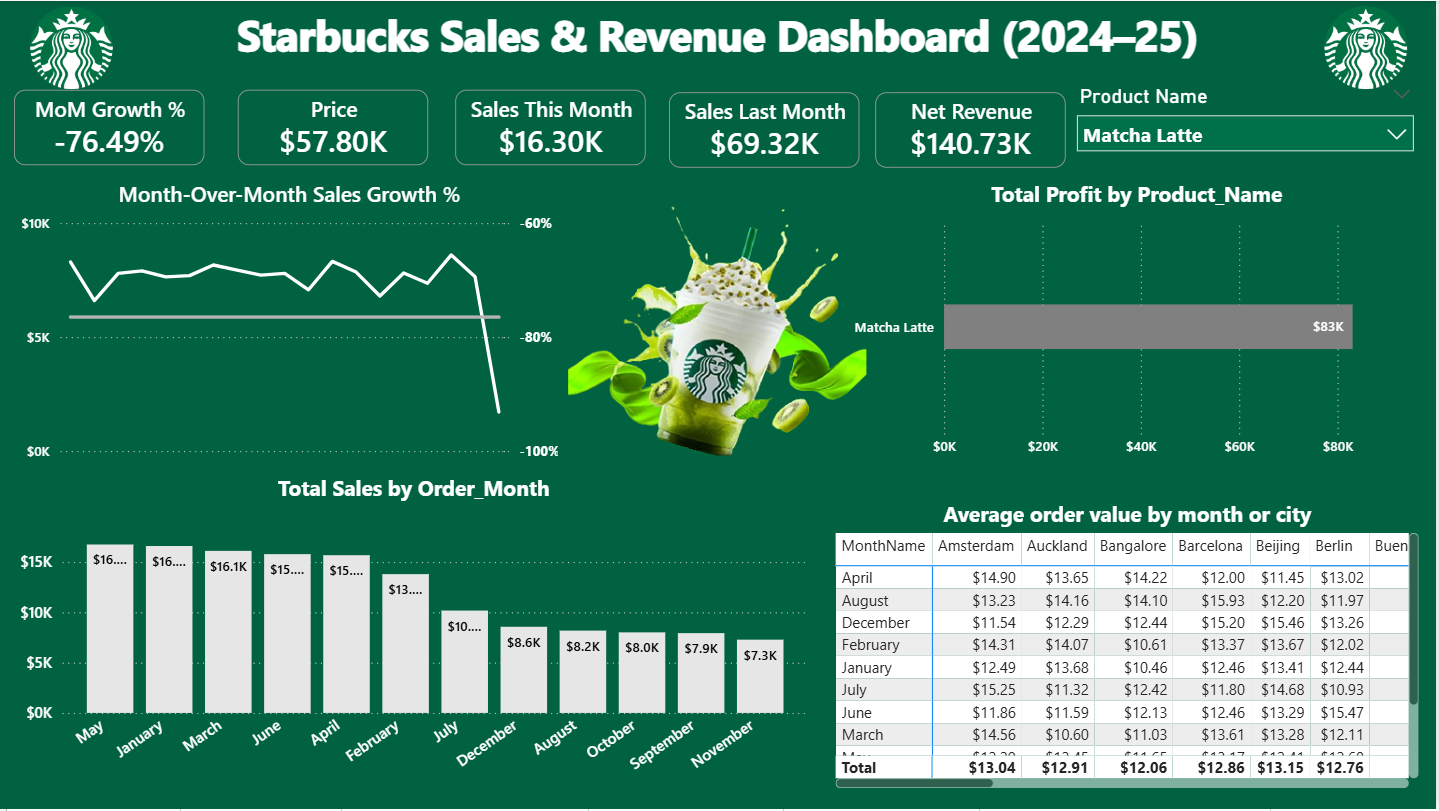 Starbucks Sales & Revenue Dashboard (2024–25)
MoM Growth %
-76.49%
Price
$57.80K
Sales This Month
$16.30K
Sales Last Month
$69.32K
Net Revenue
$140.73K
Product Name
Matcha Latte
Month-Over-Month Sales Growth %
$10K
$5K
$0K
-60%
-80%
-100%
Total Profit by Product_Name
Matcha Latte
$83K
$0K $20K $40K $60K $80K
Total Sales by Order_Month
$15K
$10K
$5K
$0K
$16.... $16.... $16.1K $15.... $15.... $13.... $10.... $8.6K $8.2K $8.0K $7.9K $7.3K
May January March June April February July December August October September November
Average order value by month or city
MonthName Amsterdam Auckland Bangalore Barcelona Beijing Berlin Buen
April $14.90 $13.65 $14.22 $12.00 $11.45 $13.02
August $13.23 $14.16 $14.10 $15.93 $12.20 $11.97
December $11.54 $12.29 $12.44 $15.20 $15.46 $13.26
February $14.31 $14.07 $10.61 $13.37 $13.67 $12.02
January $12.49 $13.68 $10.46 $12.46 $13.41 $12.44
July $15.25 $11.32 $12.42 $11.80 $14.68 $10.93
June $11.86 $11.59 $12.13 $12.46 $13.29 $15.47
March $14.56 $10.60 $11.03 $13.61 $13.28 $12.11
Total $13.04 $12.91 $12.06 $12.86 $13.15 $12.76